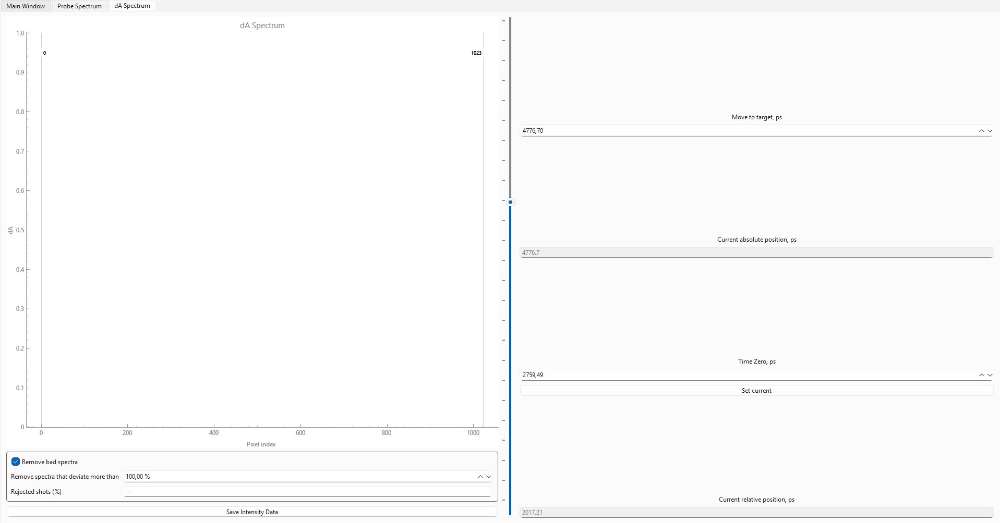 Main Window
Probe Spectrum
dA Spectrum
dA Spectrum
1.0
0.9
0.8
0.7
0.6
0.5
0.4
0.3
0.2
0.1
0
dA
0
1023
0
200
400
600
800
1000
Pixel index
Remove bad spectra
Remove spectra that deviate more than
100,00 %
Rejected shots (%)
--
Save Intensity Data
Move to target, ps
4776,70
Current absolute position, ps
4776.7
Time Zero, ps
2759,49
Set current
Current relative position, ps
2017.21